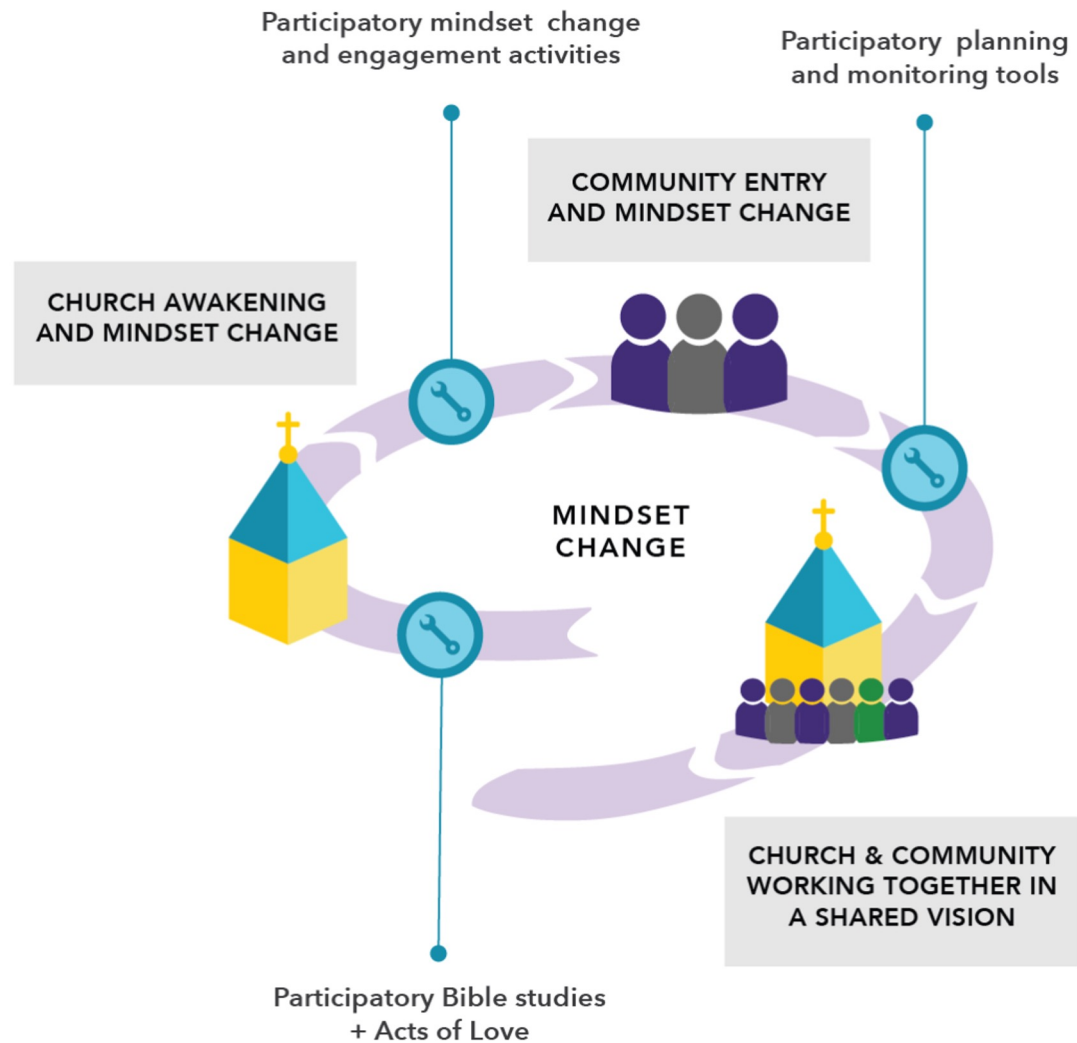 Participatory mindset change
and engagement activities
Participatory planning
and monitoring tools
COMMUNITY ENTRY
AND MINDSET CHANGE
CHURCH AWAKENING
AND MINDSET CHANGE
MINDSET
CHANGE
CHURCH & COMMUNITY
WORKING TOGETHER IN
A SHARED VISION
Participatory Bible studies
+ Acts of Love